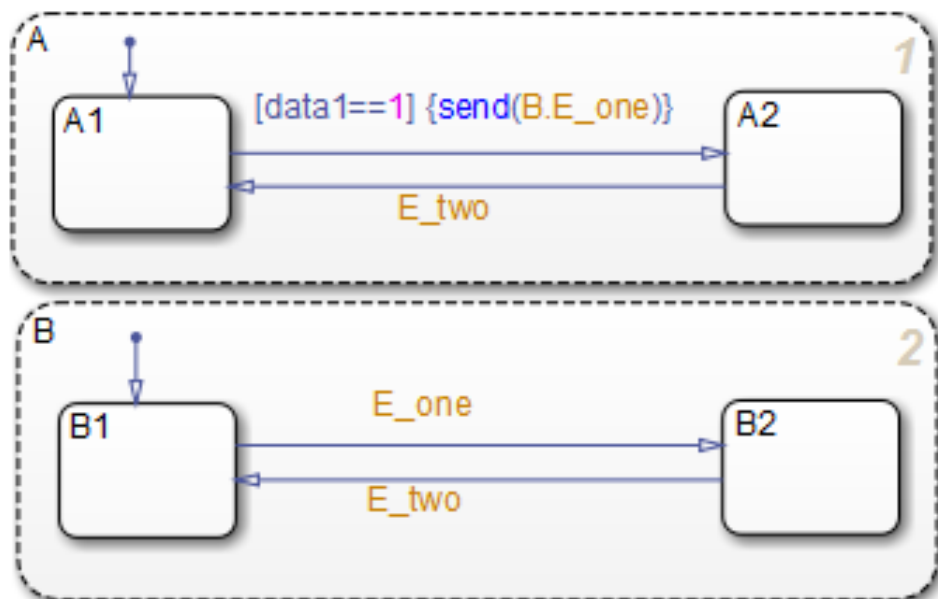 A
1
[data1==1] {send(B.E_one)}
A1
A2
E_two
B
2
E_one
B1
B2
E_two